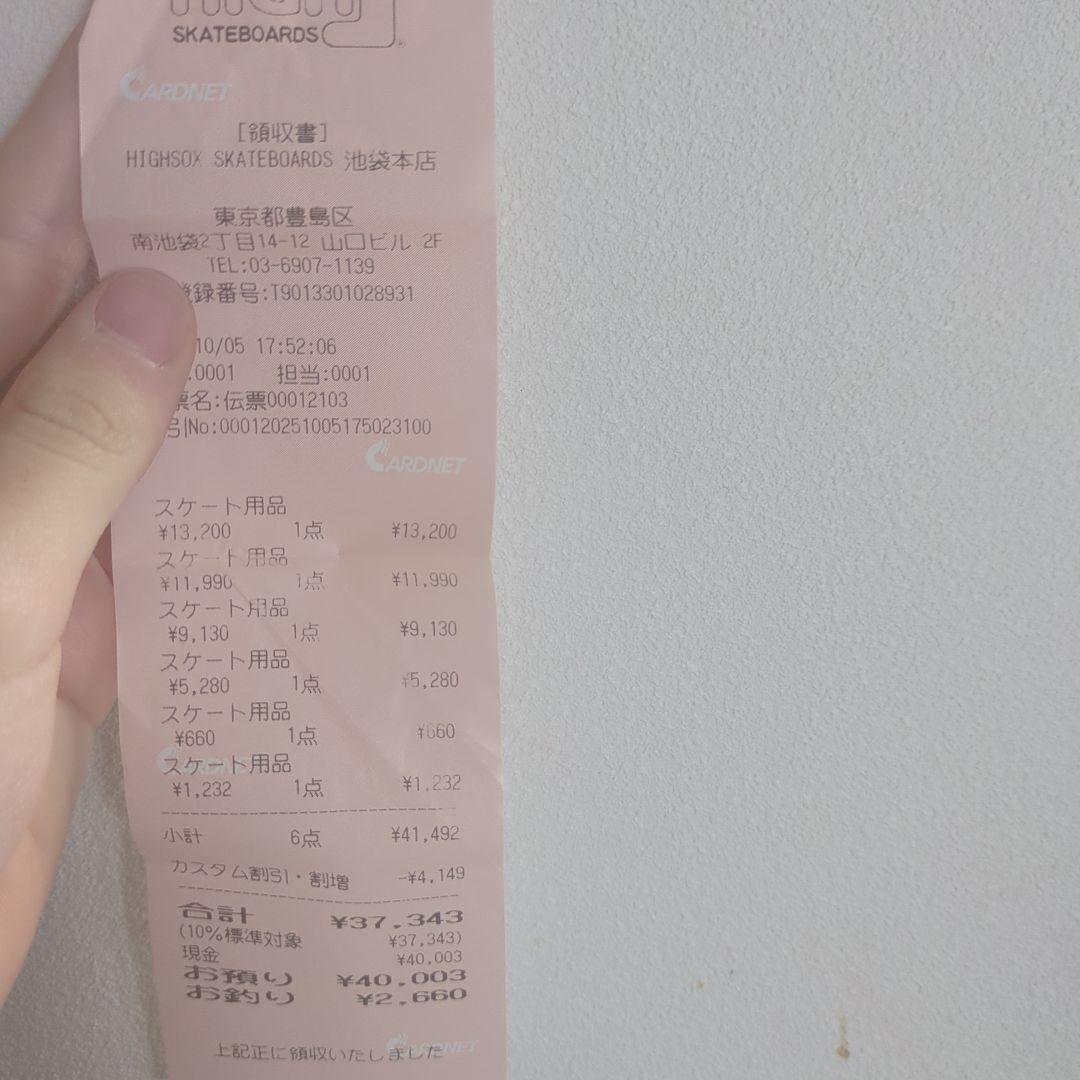 SKATEBOARDS
CARDNET
[領収書]
HIGHSOX SKATEBOARDS 池袋本店
東京都豊島区
南池袋2丁目14-12 山口ビル 2F
TEL:03-6907-1139
録番号:T9013301028931
10/05 17:52:06
0001 担当:0001
票名:伝票00012103
No:000120251005175023100
CARDNET
スケート用品
¥13,200 1点 ¥13,200
スケート用品
¥11,990 1点 ¥11,990
スケート用品
¥9,130 1点 ¥9,130
スケート用品
¥5,280 1点 ¥5,280
スケート用品
¥660 1点 ¥660
スケート用品
¥1,232 1点 ¥1,232
小計 6点 ¥41,492
カスタム割引・割増 -¥4,149
合計 ¥37,343
(10%標準対象 ¥37,343)
現金 ¥40,003
お預り ¥40,003
お釣り ¥2,660
CARDNET
上記正に領収いたしました